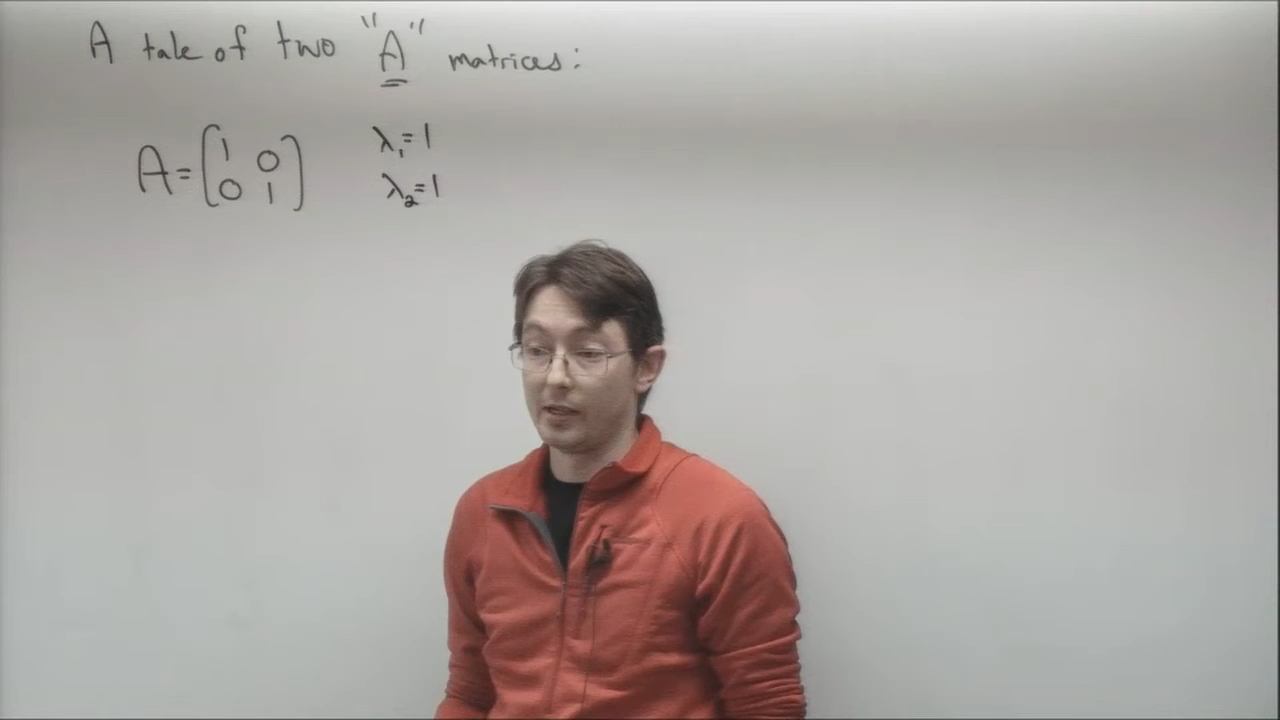 A tale of two "A" matrices:
A = [1 0 λ₁=1
0 1] λ₂=1